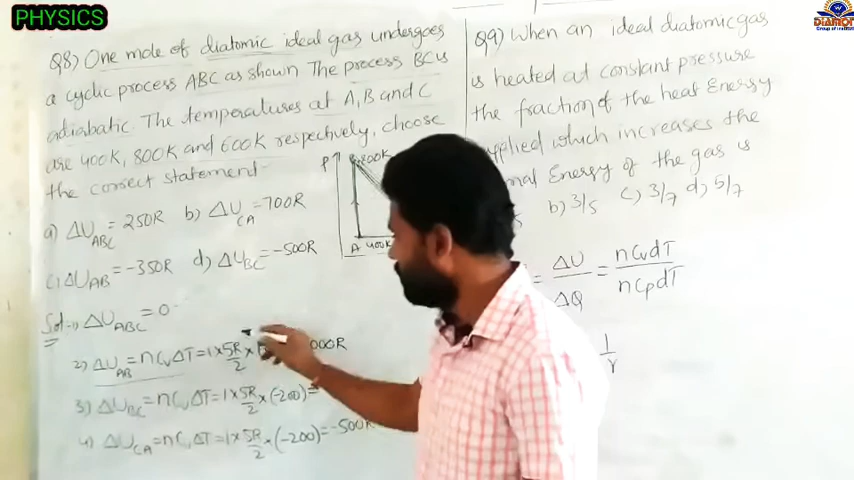 PHYSICS
DIAMOND
Q8) One mole of diatomic ideal gas undergoes
a cyclic process ABC as shown The process BC is
adiabatic. The temperatures at A, B and C
are 400K, 800K and 600K respectively, choose
the correct statement
P
B 800K
A 400K
a) ΔU_ABC = 250R b) ΔU_CA = 700R
c) ΔU_AB = -350R d) ΔU_BC = -500R
Sol:- 1) ΔU_ABC = 0
2) ΔU_AB = nCvΔT = 1 × 5R/2 × 000R
3) ΔU_BC = nCvΔT = 1 × 5R/2 × (-200) =
4) ΔU_CA = nCvΔT = 1 × 5R/2 × (-200) = -500R
Q9) When an ideal diatomic gas
is heated at constant pressure
the fraction of the heat Energy
supplied which increases the
Energy of the gas is
b) 3/5 c) 3/7 d) 5/7
= ΔU/ΔQ = nCvdT/nCpdT
1/γ